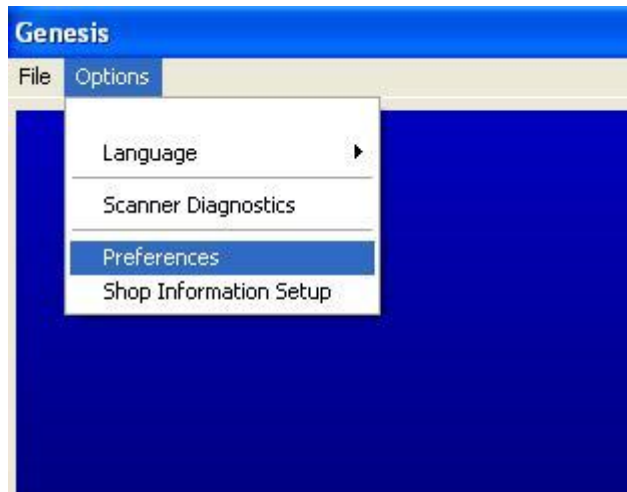 Genesis
File Options
Language
Scanner Diagnostics
Preferences
Shop Information Setup